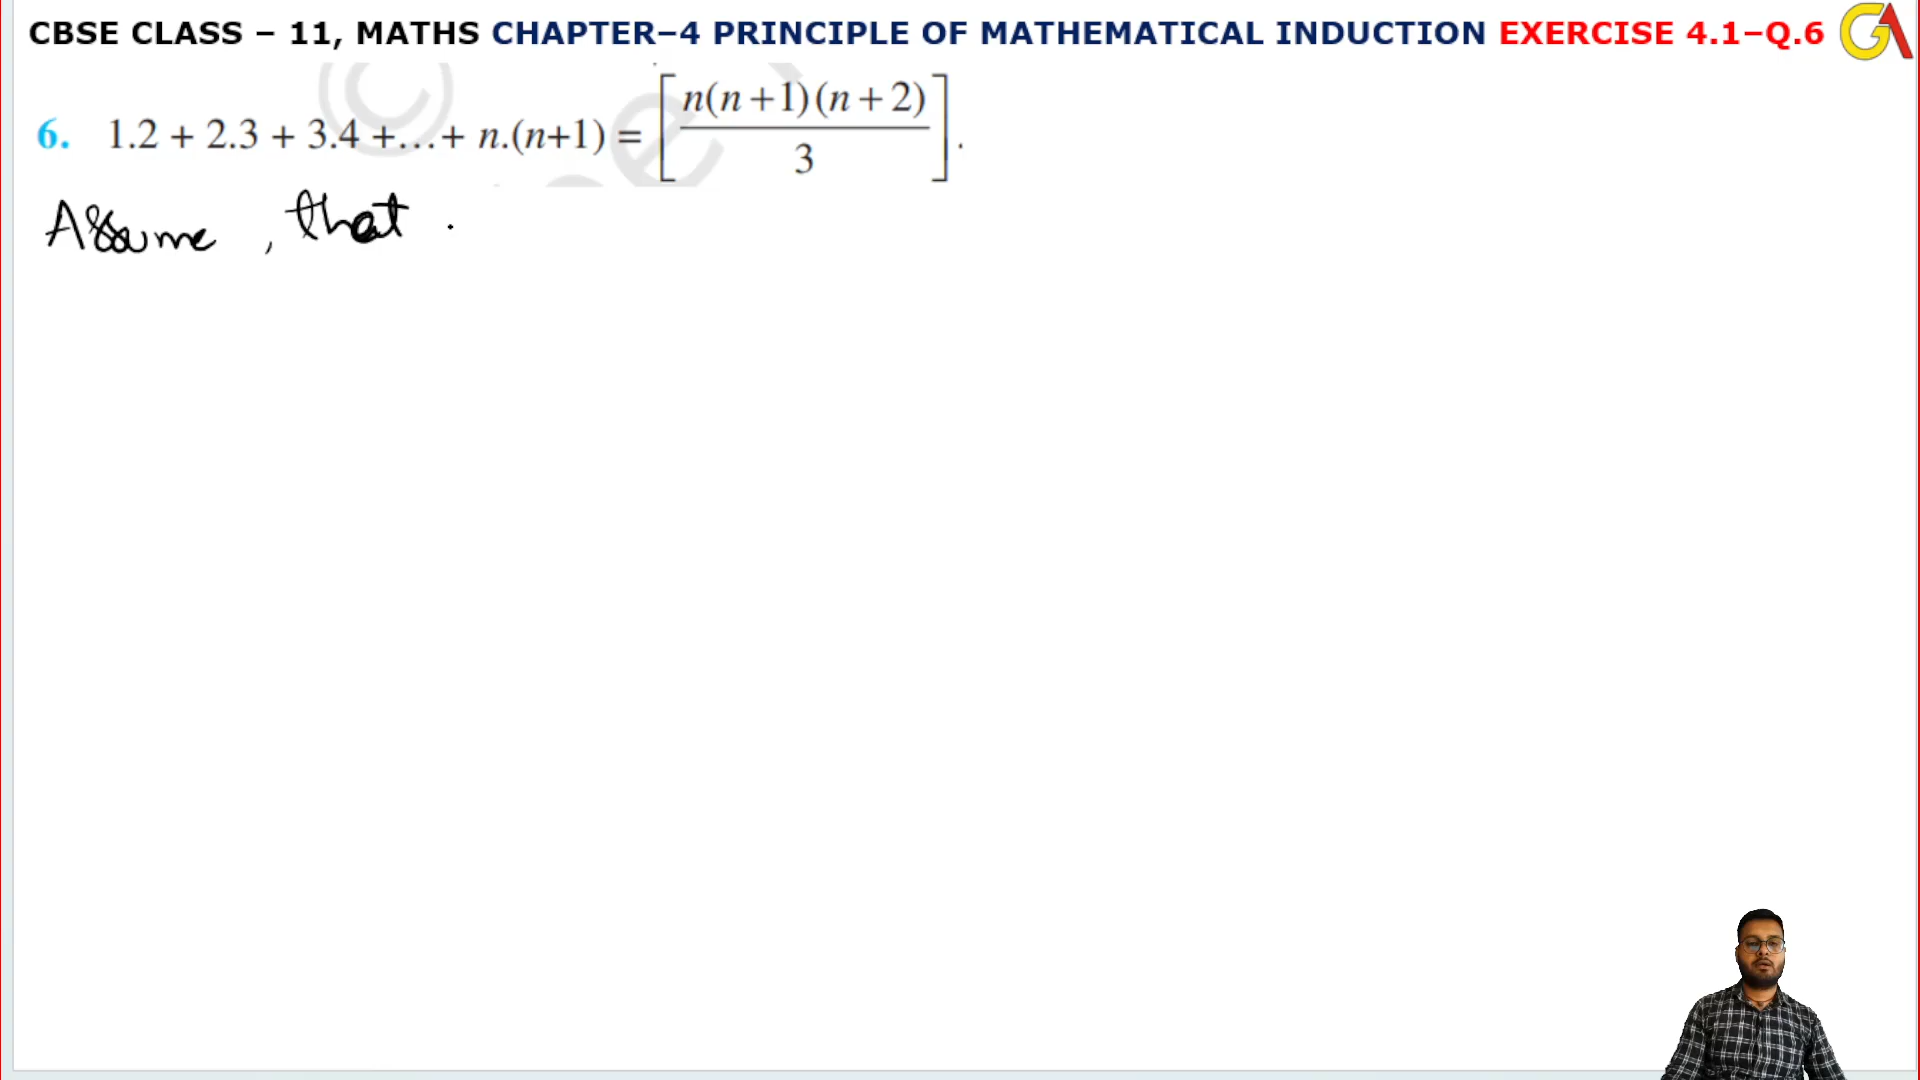 CBSE CLASS – 11, MATHS CHAPTER–4 PRINCIPLE OF MATHEMATICAL INDUCTION EXERCISE 4.1–Q.6
6. 1.2 + 2.3 + 3.4 +...+ n.(n+1) = [n(n+1)(n+2)/3].
Assume, that